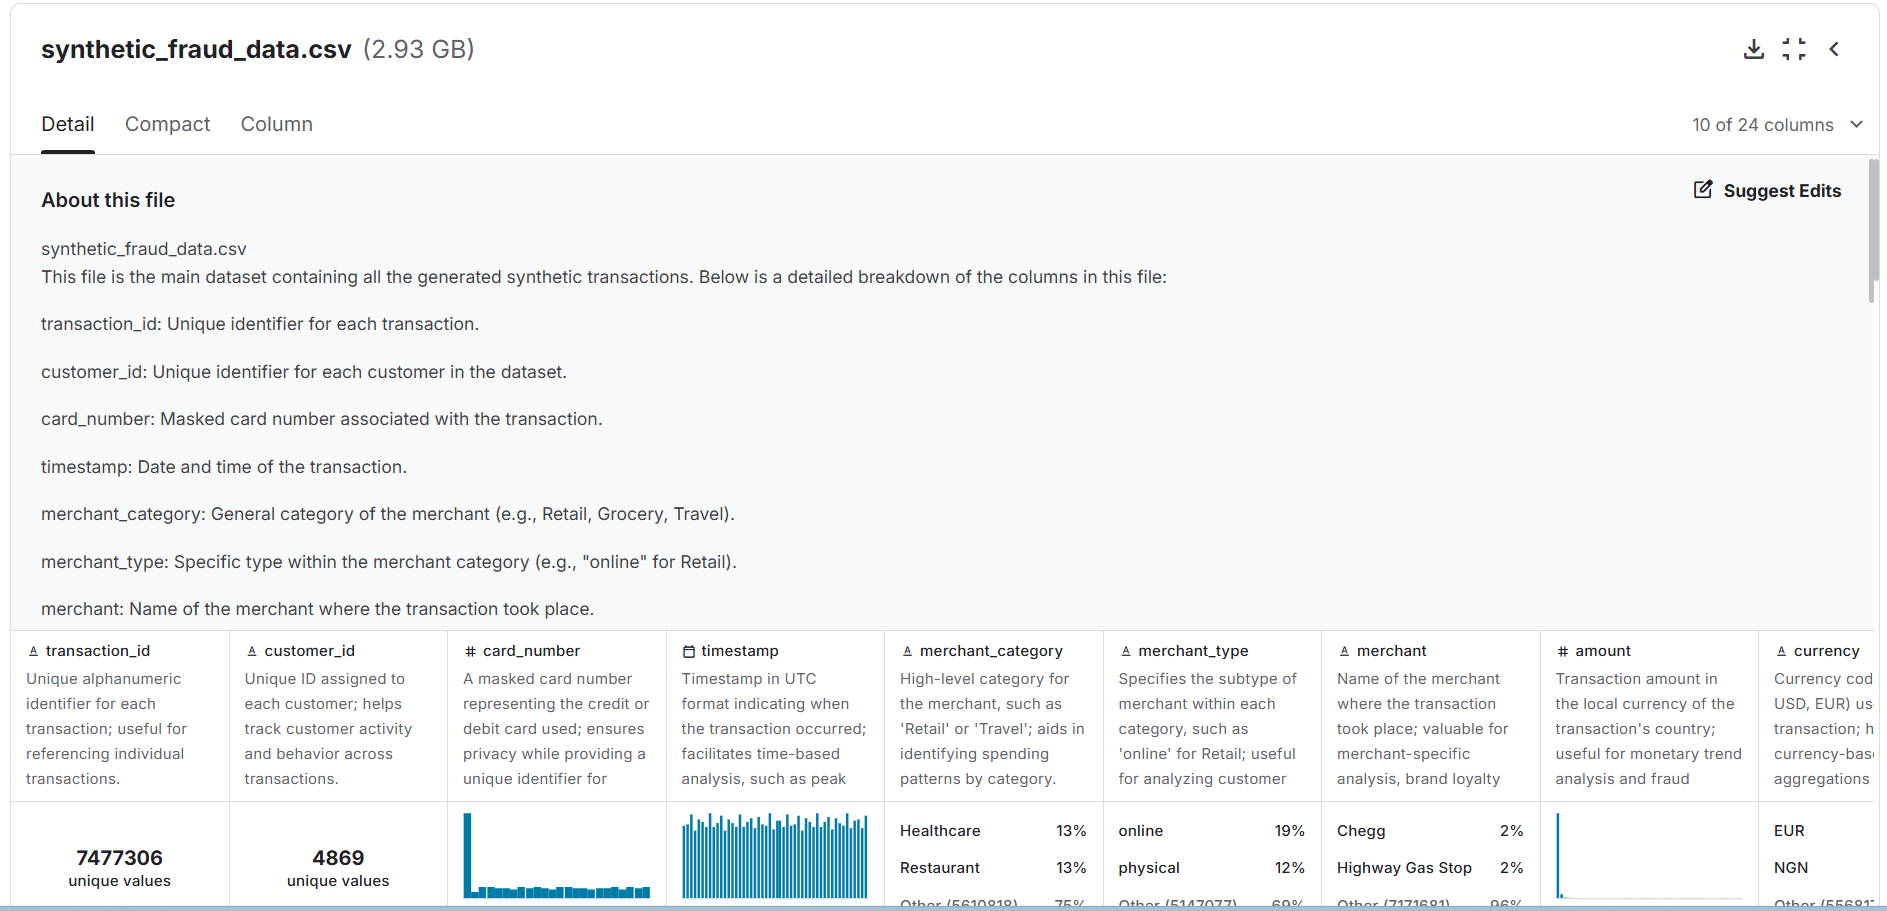 synthetic_fraud_data.csv (2.93 GB)
Detail Compact Column 10 of 24 columns
About this file
Suggest Edits
synthetic_fraud_data.csv
This file is the main dataset containing all the generated synthetic transactions. Below is a detailed breakdown of the columns in this file:
transaction_id: Unique identifier for each transaction.
customer_id: Unique identifier for each customer in the dataset.
card_number: Masked card number associated with the transaction.
timestamp: Date and time of the transaction.
merchant_category: General category of the merchant (e.g., Retail, Grocery, Travel).
merchant_type: Specific type within the merchant category (e.g., "online" for Retail).
merchant: Name of the merchant where the transaction took place.
transaction_id
Unique alphanumeric
identifier for each
transaction; useful for
referencing individual
transactions.
7477306
unique values
customer_id
Unique ID assigned to
each customer; helps
track customer activity
and behavior across
transactions.
4869
unique values
# card_number
A masked card number
representing the credit or
debit card used; ensures
privacy while providing a
unique identifier for
timestamp
Timestamp in UTC
format indicating when
the transaction occurred;
facilitates time-based
analysis, such as peak
merchant_category
High-level category for
the merchant, such as
'Retail' or 'Travel'; aids in
identifying spending
patterns by category.
Healthcare 13%
Restaurant 13%
Other (5610818) 75%
merchant_type
Specifies the subtype of
merchant within each
category, such as
'online' for Retail; useful
for analyzing customer
online 19%
physical 12%
Other (5147077) 69%
merchant
Name of the merchant
where the transaction
took place; valuable for
merchant-specific
analysis, brand loyalty
Chegg 2%
Highway Gas Stop 2%
Other (7171681) 96%
# amount
Transaction amount in
the local currency of the
transaction's country;
useful for monetary trend
analysis and fraud
currency
Currency cod
USD, EUR) us
transaction; h
currency-bas
aggregations
EUR
NGN